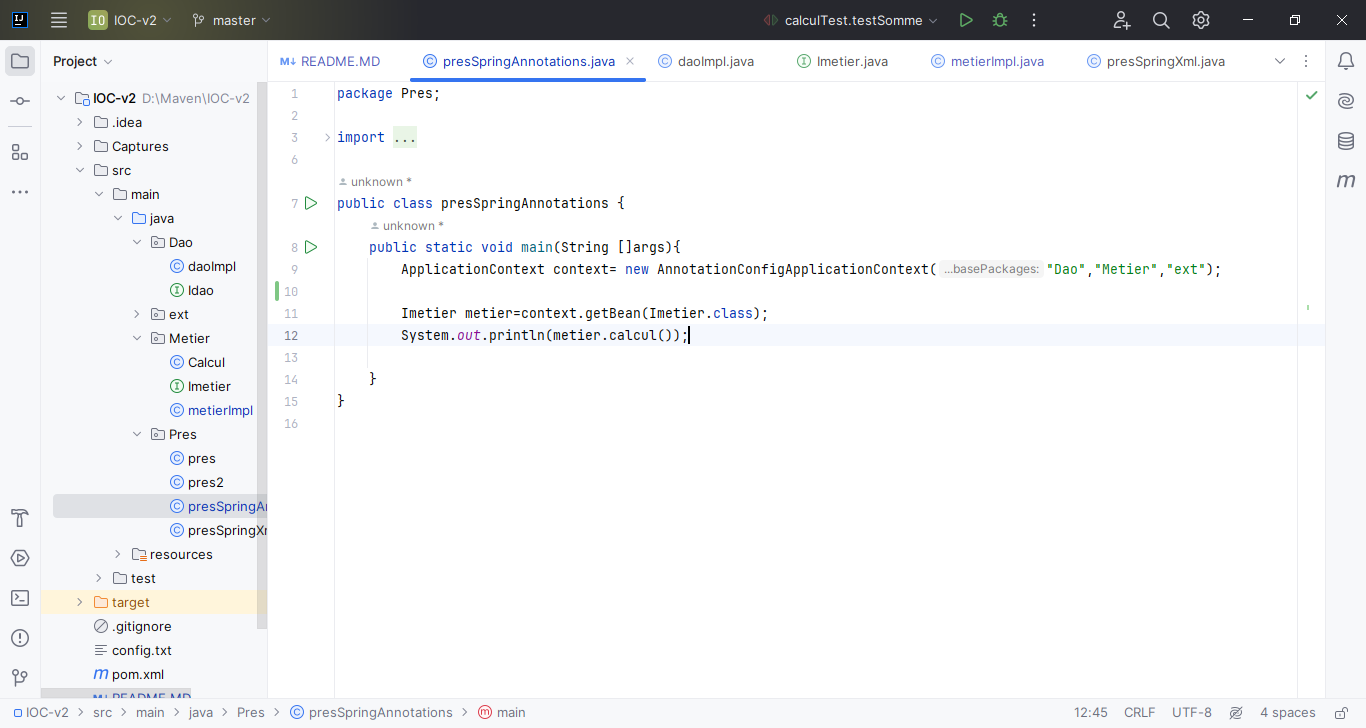 IJ
IO IOC-v2 master calculTest.testSomme
Project
README.MD presSpringAnnotations.java daoImpl.java Imetier.java metierImpl.java presSpringXml.java
IOC-v2 D:\Maven\IOC-v2
.idea
Captures
src
main
java
Dao
daoImpl
Idao
ext
Metier
Calcul
Imetier
metierImpl
Pres
pres
pres2
presSpringAn
presSpringXm
resources
test
target
.gitignore
config.txt
pom.xml
README.MD
1 package Pres;
2
3 import ...
6
unknown *
7 public class presSpringAnnotations {
unknown *
8 public static void main(String []args){
9 ApplicationContext context= new AnnotationConfigApplicationContext( ...basePackages: "Dao","Metier","ext");
10
11 Imetier metier=context.getBean(Imetier.class);
12 System.out.println(metier.calcul());
13
14 }
15 }
16
IOC-v2 > src > main > java > Pres > presSpringAnnotations > main 12:45 CRLF UTF-8 4 spaces